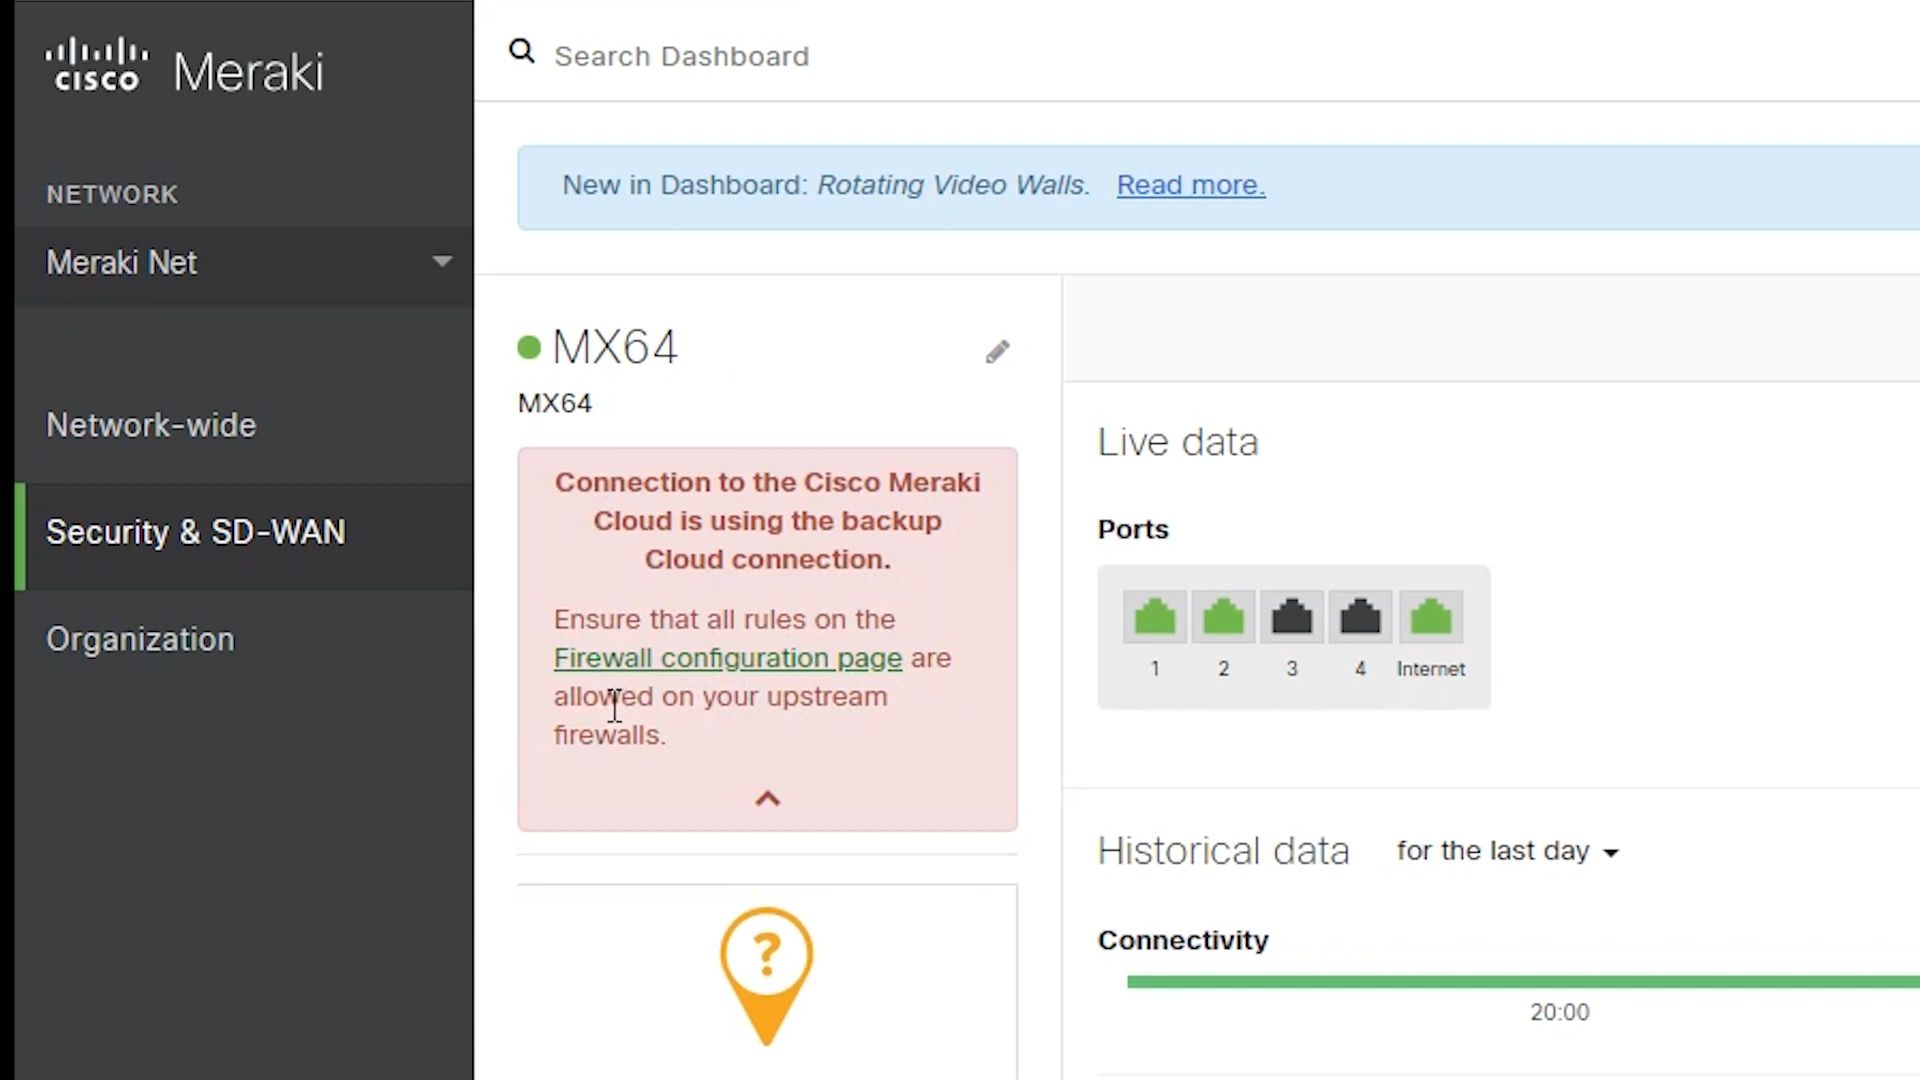 cisco Meraki
Search Dashboard
NETWORK
Meraki Net
Network-wide
Security & SD-WAN
Organization
New in Dashboard: Rotating Video Walls. Read more.
MX64
MX64
Connection to the Cisco Meraki
Cloud is using the backup
Cloud connection.
Ensure that all rules on the
Firewall configuration page are
allowed on your upstream
firewalls.
?
Live data
Ports
1 2 3 4 Internet
Historical data for the last day
Connectivity
20:00